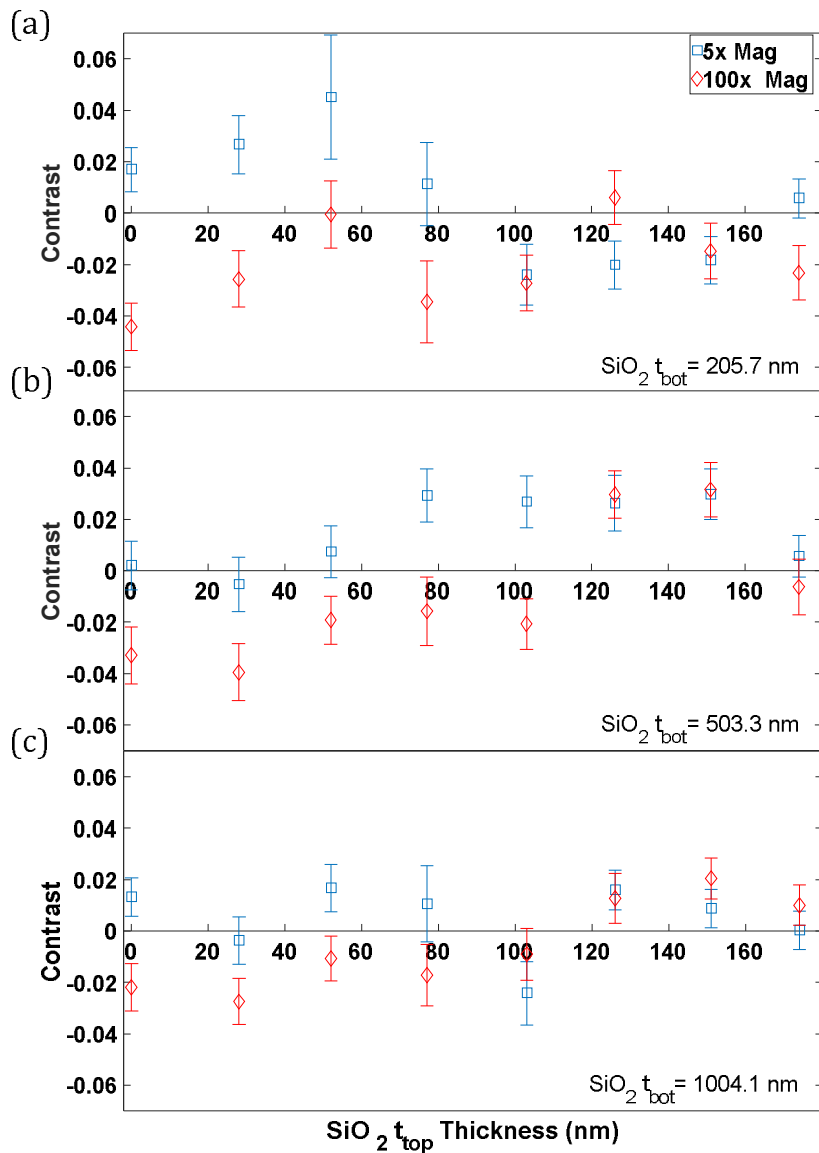 (a)
5x Mag
100x Mag
0.06
0.04
0.02
0
-0.02
-0.04
-0.06
Contrast
0 20 40 60 80 100 120 140 160
SiO2 tbot= 205.7 nm
(b)
0.04
0.02
0
-0.02
-0.04
-0.06
Contrast
0 20 40 60 80 100 120 140 160
SiO2 tbot= 503.3 nm
(c)
0.06
0.04
0.02
0
-0.02
-0.04
-0.06
Contrast
0 20 40 60 80 100 120 140 160
SiO2 tbot= 1004.1 nm
SiO2 ttop Thickness (nm)